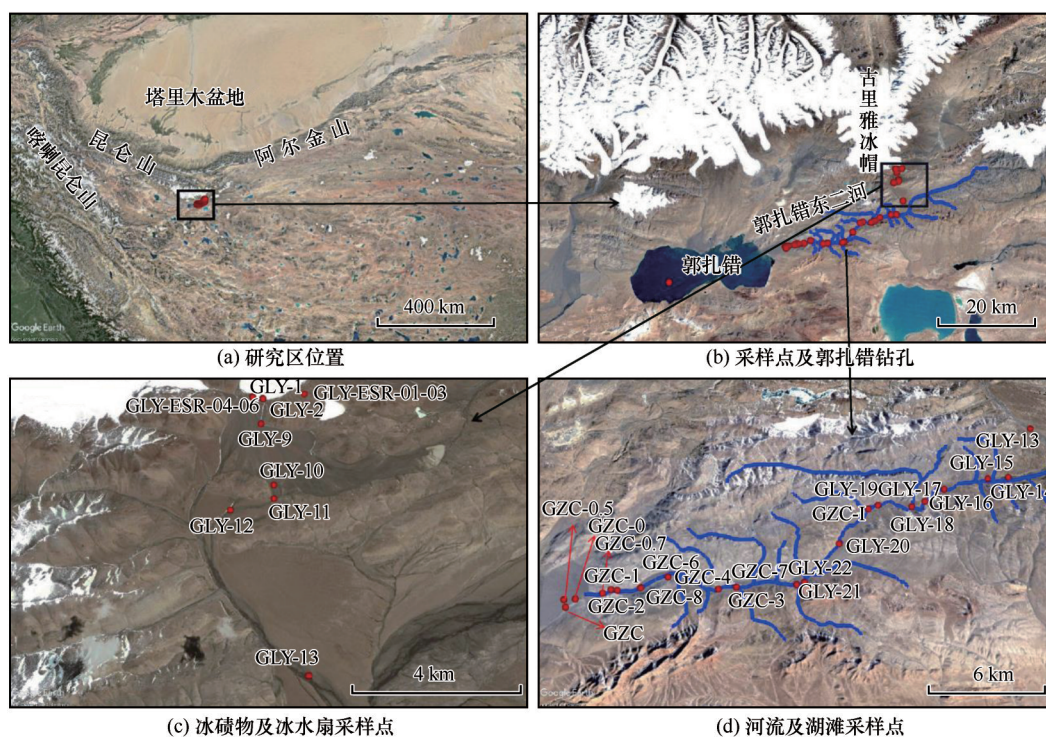 塔里木盆地
喀喇昆仑山
昆仑山
阿尔金山
400 km
Google Earth
(a) 研究区位置
古里雅冰帽
郭扎错东二河
郭扎错
20 km
(b) 采样点及郭扎错钻孔
GLY-1
GLY-ESR-04-06
GLY-ESR-01-03
GLY-2
GLY-9
GLY-10
GLY-11
GLY-12
GLY-13
4 km
(c) 冰碛物及冰水扇采样点
GLY-13
GLY-15
GLY-14
GLY-19
GLY-17
GLY-16
GZC-I
GLY-18
GLY-20
GZC-0.5
GZC-0
GZC-0.7
GZC-6
GZC-1
GZC-4
GZC-7
GLY-22
GZC-2
GZC-8
GZC-3
GLY-21
GZC
6 km
(d) 河流及湖滩采样点